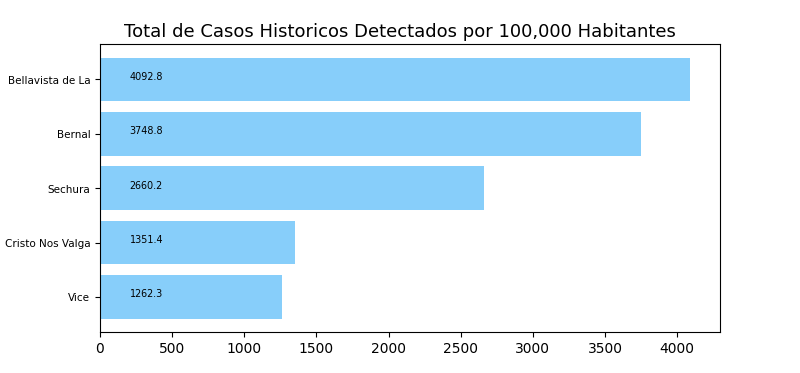 Total de Casos Historicos Detectados por 100,000 Habitantes
Bellavista de La 4092.8
Bernal 3748.8
Sechura 2660.2
Cristo Nos Valga 1351.4
Vice 1262.3
0 500 1000 1500 2000 2500 3000 3500 4000